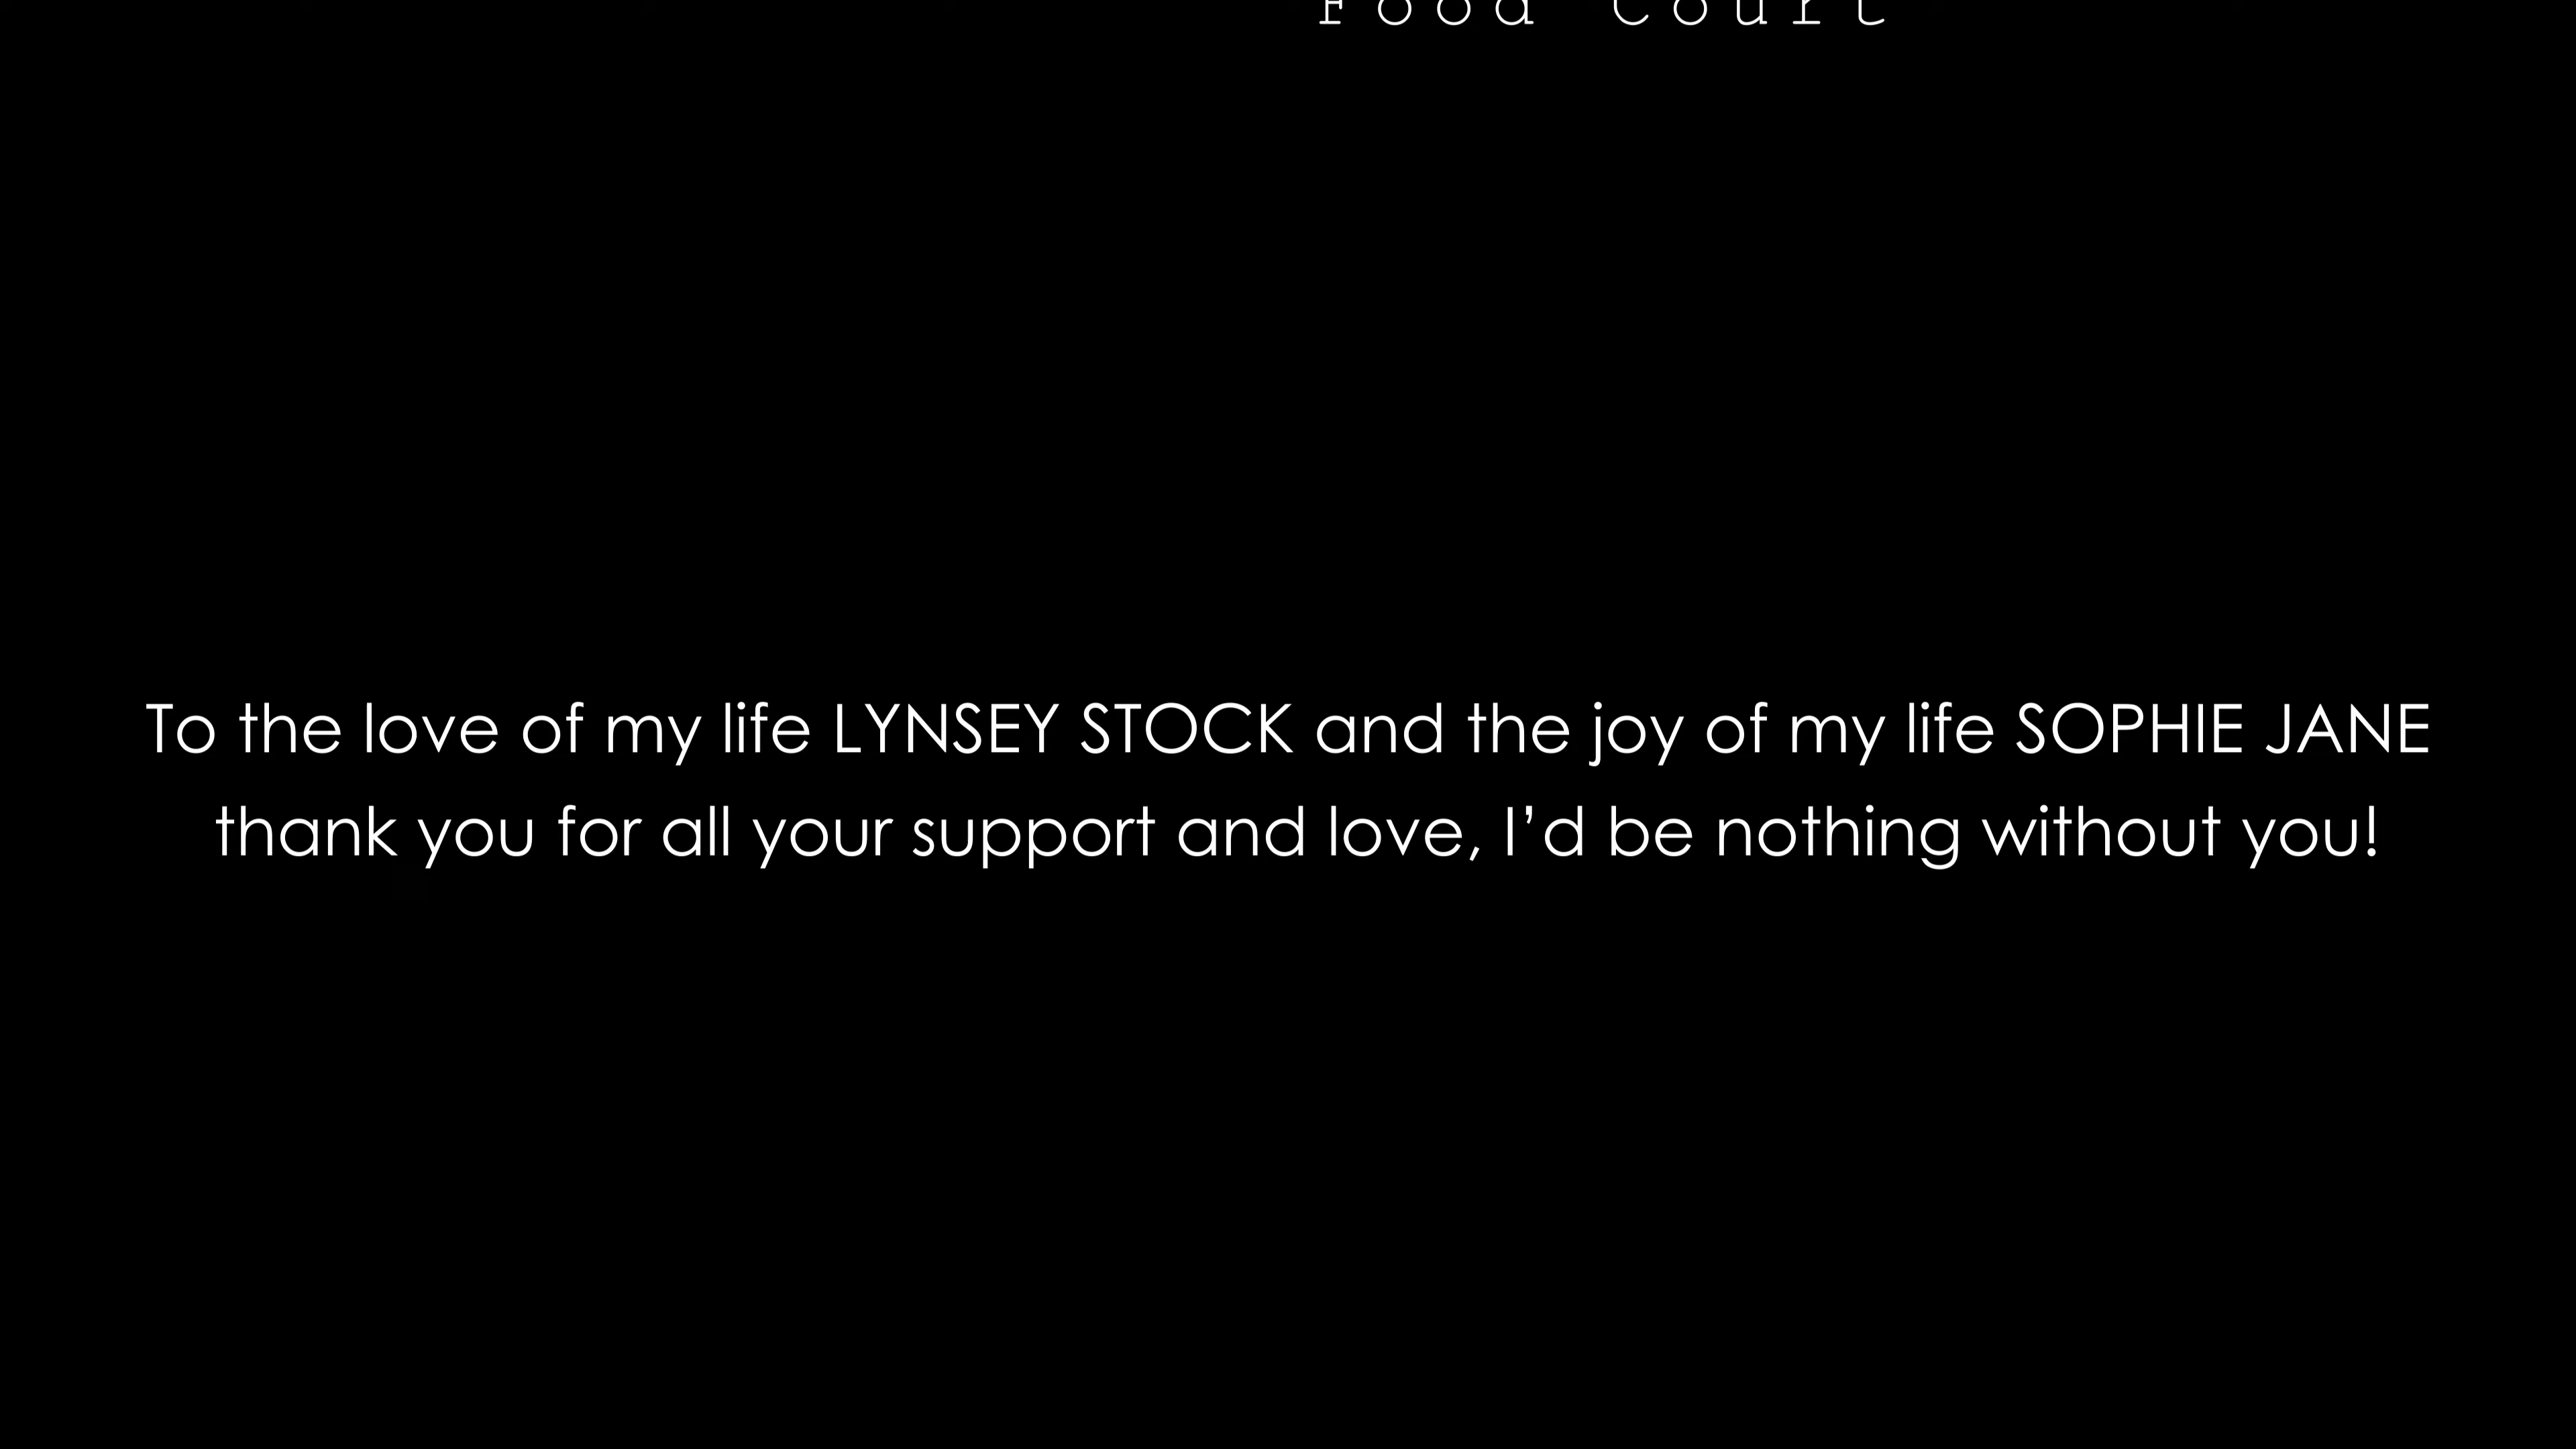 Food Court
To the love of my life LYNSEY STOCK and the joy of my life SOPHIE JANE
thank you for all your support and love, I’d be nothing without you!